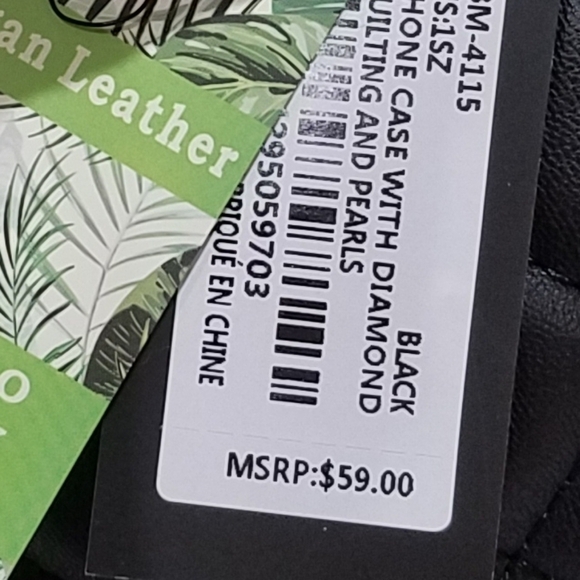 an Leather
O
M-4115
S:1SZ
BLACK
HONE CASE WITH DIAMOND
UILTING AND PEARLS
95059703
RIQUÉ EN CHINE
MSRP:$59.00